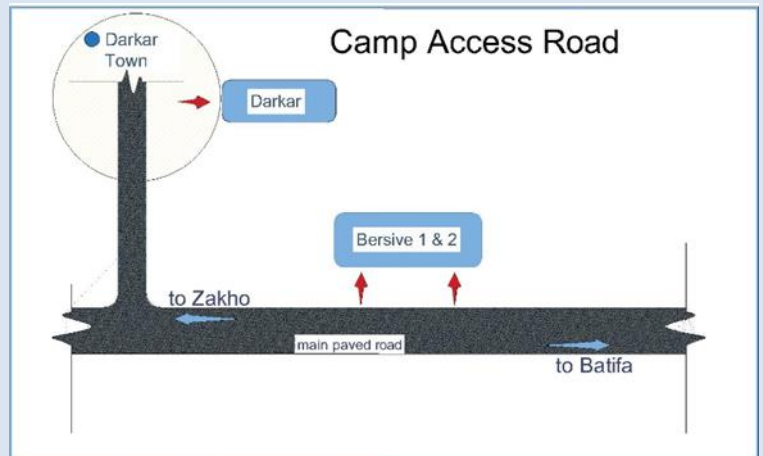 Camp Access Road
Darkar
Town
Darkar
Bersive 1 & 2
to Zakho
main paved road
to Batifa